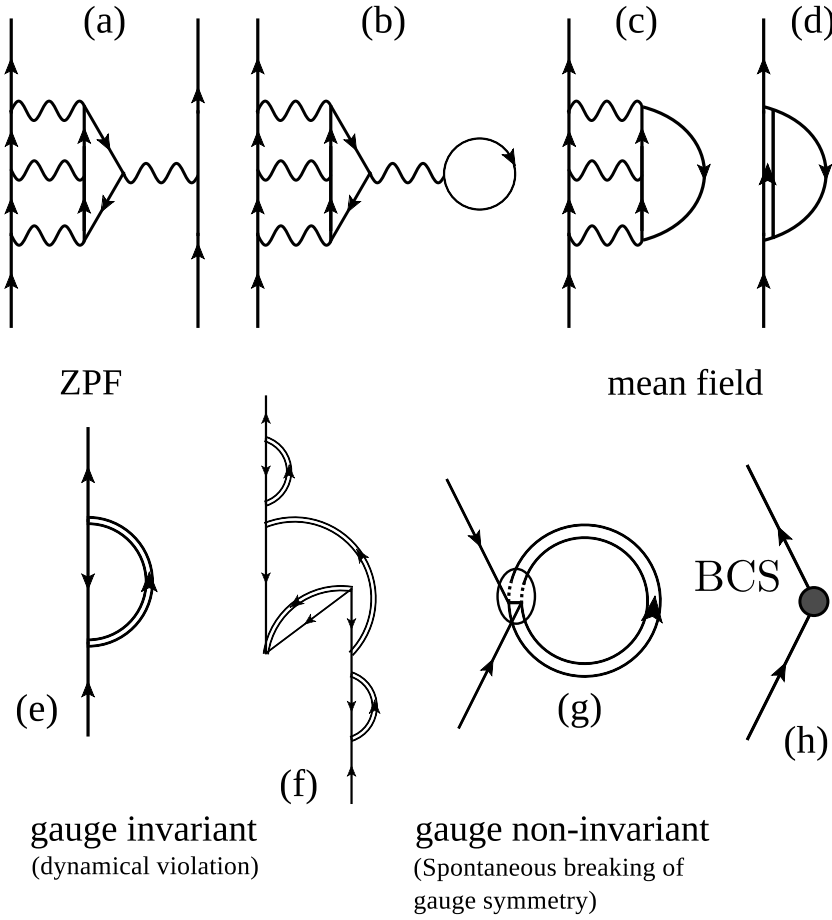 (a) (b) (c) (d)
ZPF mean field
BCS
(e) (g)
(f) (h)
gauge invariant gauge non-invariant
(dynamical violation) (Spontaneous breaking of
gauge symmetry)